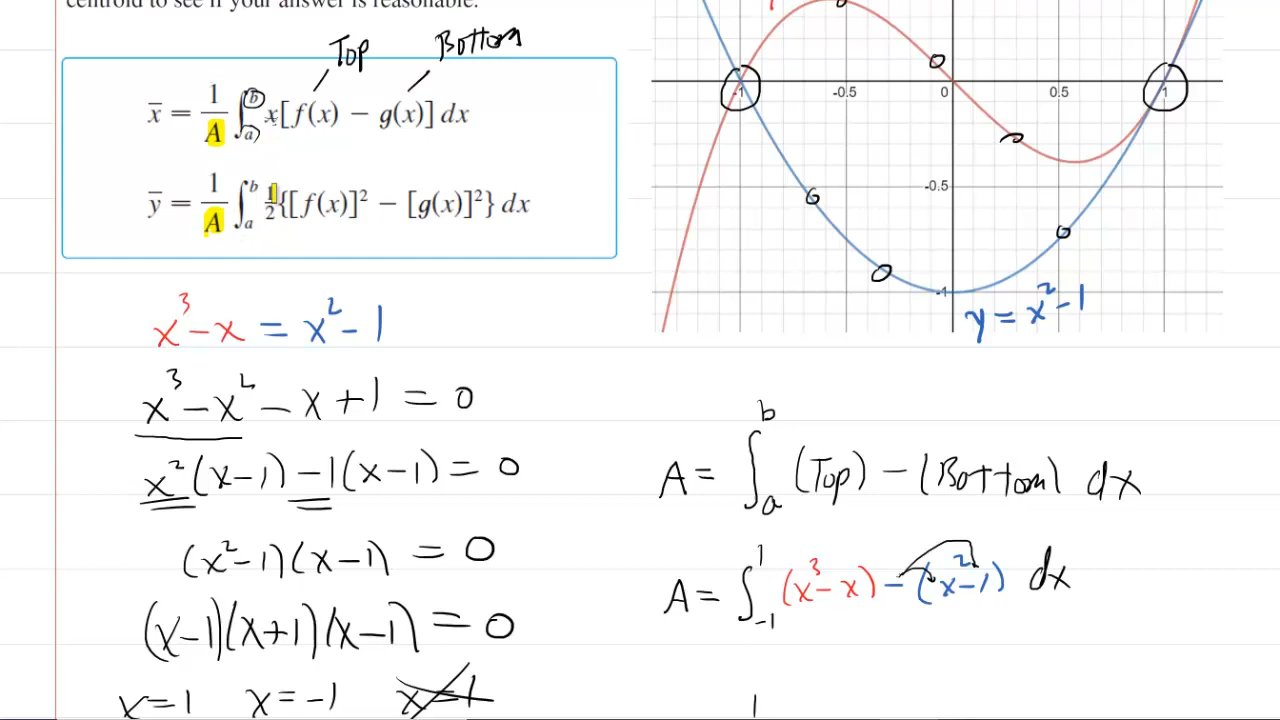 centroid to see if your answer is reasonable.
Top Bottom
x̄ = 1/A ∫_a^b x[f(x) − g(x)] dx
ȳ = 1/A ∫_a^b 1/2{[f(x)]² − [g(x)]²} dx
x³ − x = x² − 1
x³ − x² − x + 1 = 0
x²(x−1) −1(x−1) = 0
(x²−1)(x−1) = 0
(x−1)(x+1)(x−1) = 0
x=1 x=−1 x=1
-1 -0.5 0 0.5 1
-0.5
-1
y = x² − 1
A = ∫_a^b (Top) − (Bottom) dx
A = ∫_-1^1 (x³ − x) − (x² − 1) dx
1